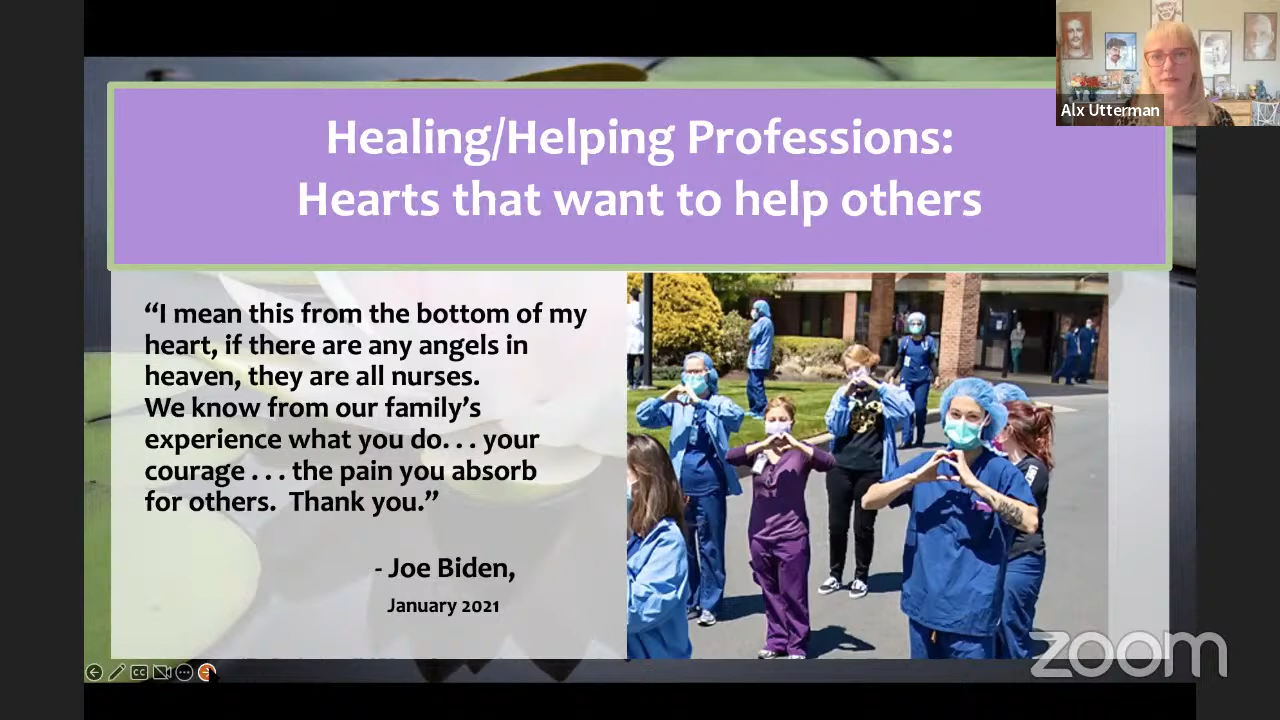 Healing/Helping Professions:
Hearts that want to help others
Alx Utterman
“I mean this from the bottom of my
heart, if there are any angels in
heaven, they are all nurses.
We know from our family’s
experience what you do. . . your
courage . . . the pain you absorb
for others.  Thank you.”
- Joe Biden,
January 2021
CC
zoom